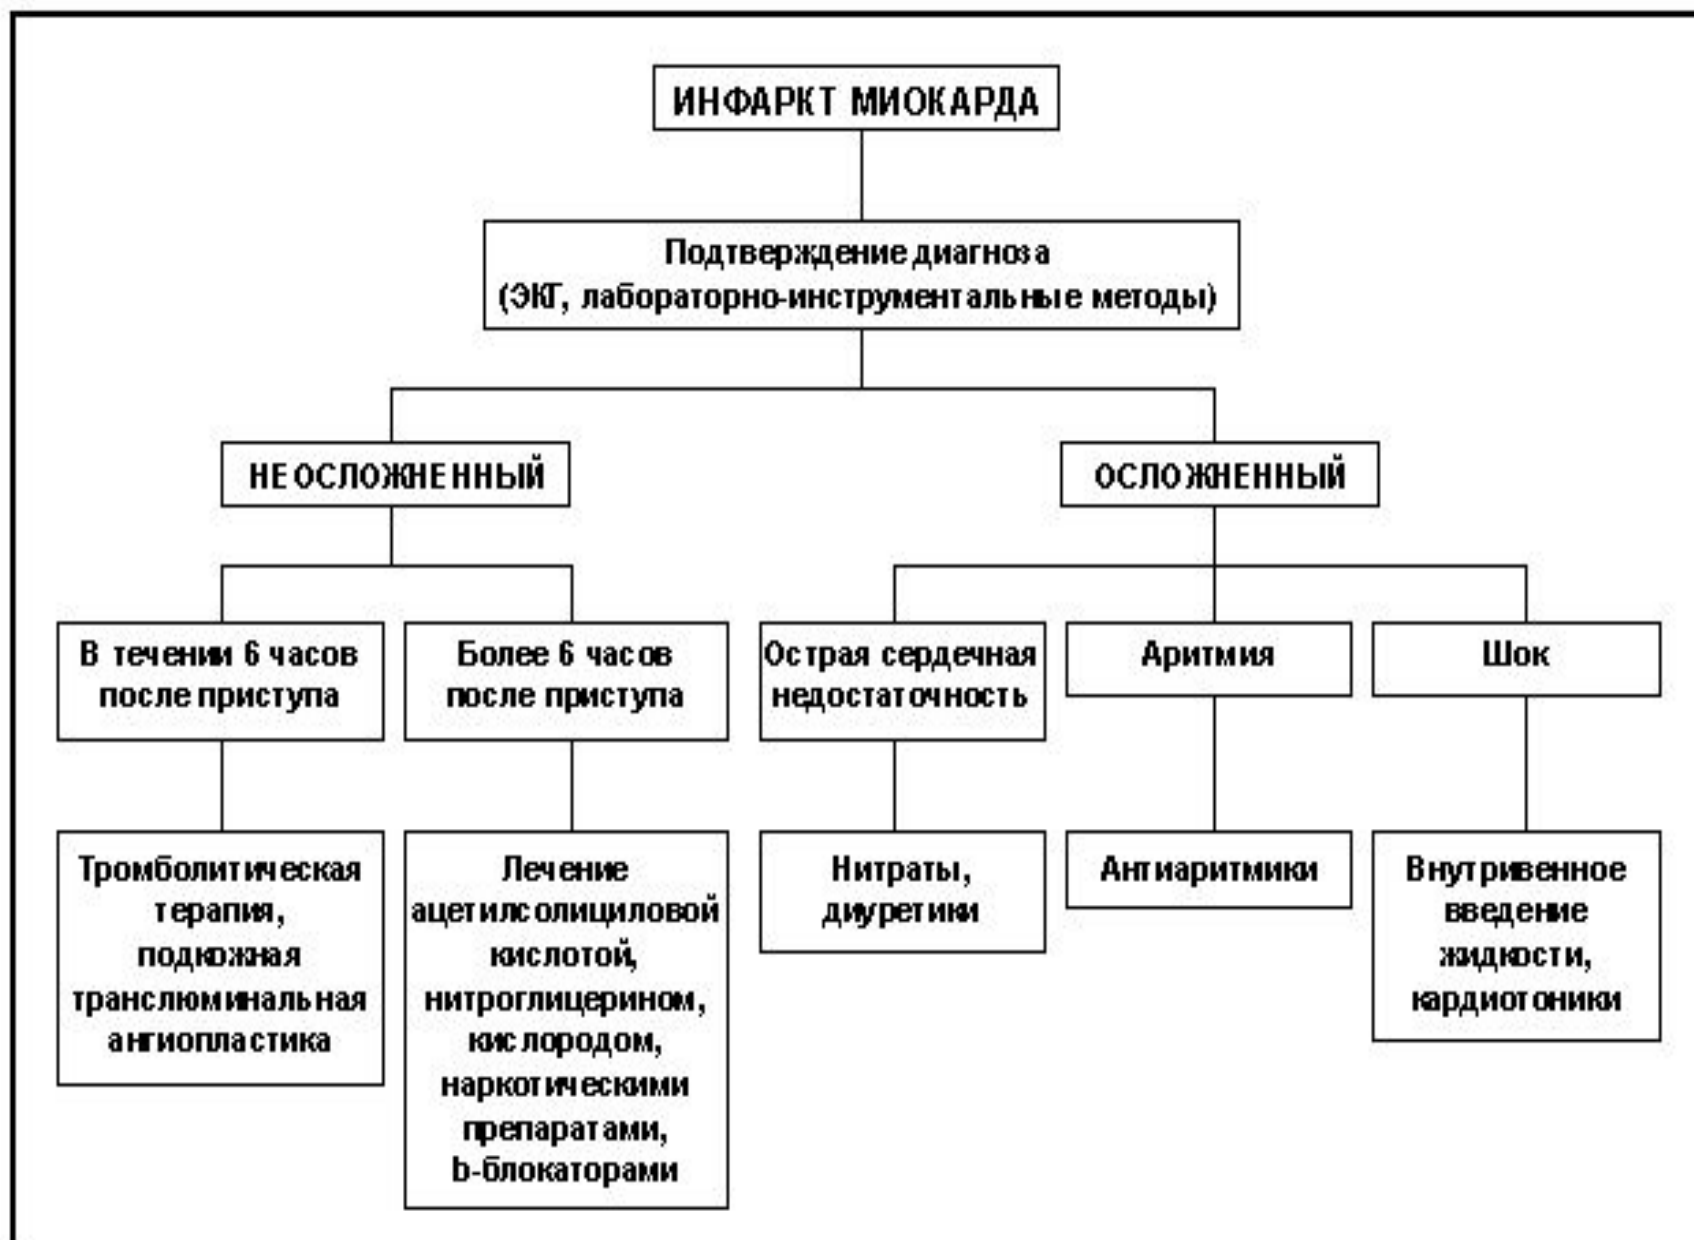 ИНФАРКТ МИОКАРДА
Подтверждение диагноза
(ЭКГ, лабораторно-инструментальные методы)
НЕОСЛОЖНЕННЫЙ
ОСЛОЖНЕННЫЙ
В течении 6 часов
после приступа
Более 6 часов
после приступа
Острая сердечная
недостаточность
Аритмия
Шок
Тромболитическая
терапия,
подкожная
транслюминальная
ангиопластика
Лечение
ацетилсолициловой
кислотой,
нитроглицерином,
кислородом,
наркотическими
препаратами,
b-блокаторами
Нитраты,
диуретики
Антиаритмики
Внутривенное
введение
жидкости,
кардиотоники